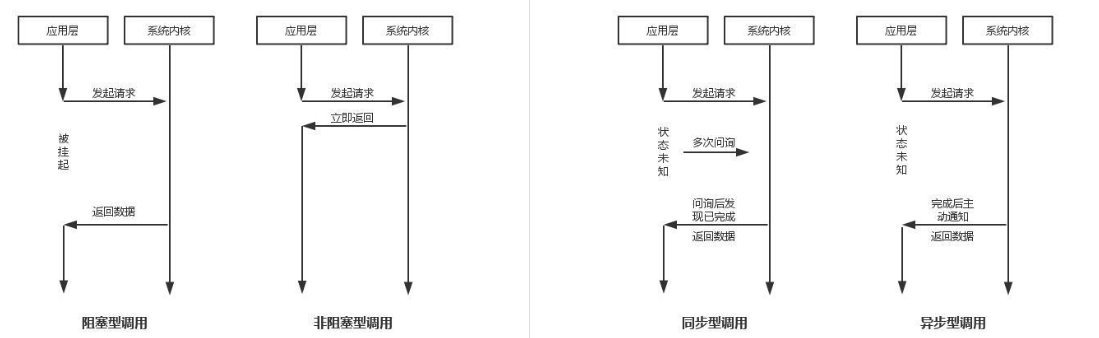 应用层
系统内核
发起请求
被
挂
起
返回数据
阻塞型调用
应用层
系统内核
发起请求
立即返回
非阻塞型调用
应用层
系统内核
发起请求
状
态
未
知
多次问询
问询后发
现已完成
返回数据
同步型调用
应用层
系统内核
发起请求
状
态
未
知
完成后主
动通知
返回数据
异步型调用